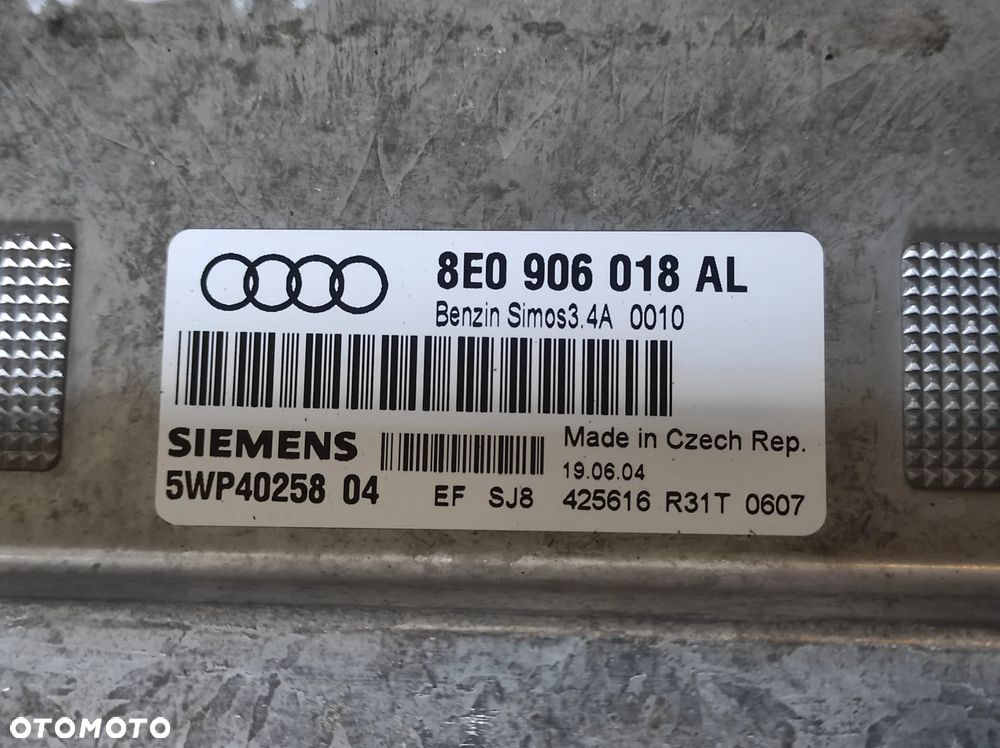 8E0 906 018 AL
Benzin Simos3.4A 0010
SIEMENS
5WP40258 04
Made in Czech Rep.
19.06.04
EF SJ8 425616 R31T 0607
OTOMOTO